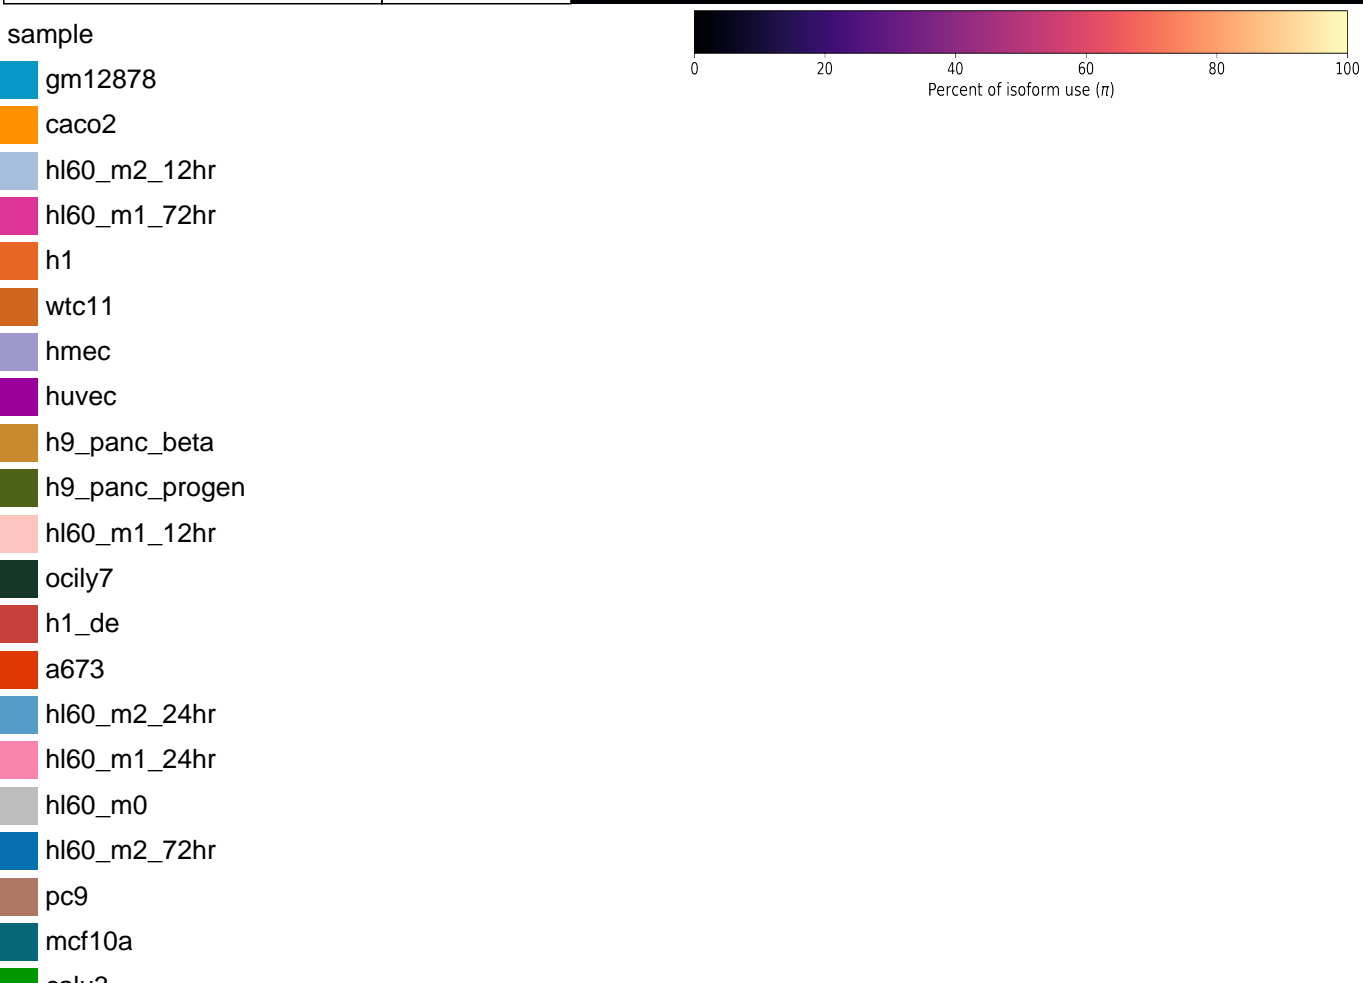 sample
gm12878
caco2
hl60_m2_12hr
hl60_m1_72hr
h1
wtc11
hmec
huvec
h9_panc_beta
h9_panc_progen
hl60_m1_12hr
ocily7
h1_de
a673
hl60_m2_24hr
hl60_m1_24hr
hl60_m0
hl60_m2_72hr
pc9
mcf10a
0 20 40 60 80 100
Percent of isoform use (π)